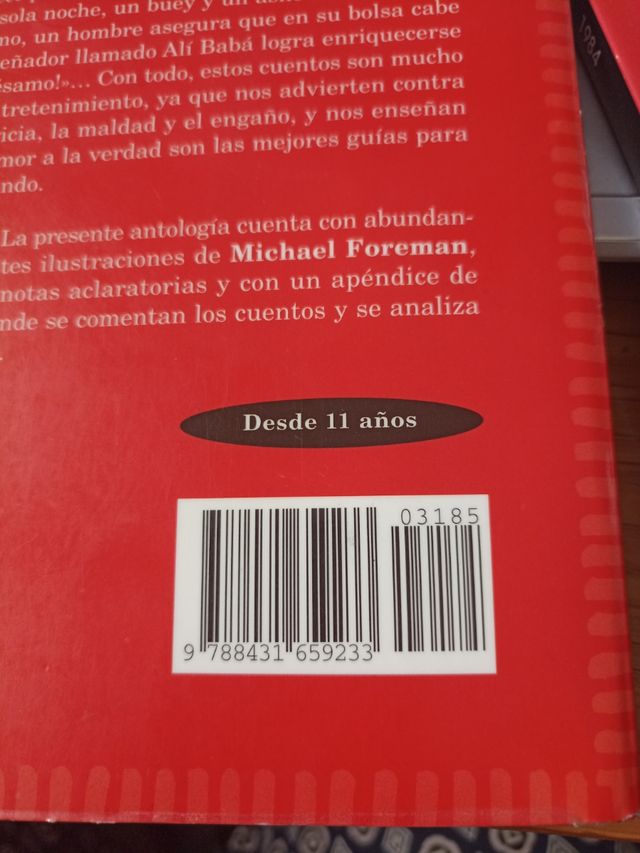 sola noche, un buey y un
no, un hombre asegura que en su bolsa cabe
eñador llamado Alí Babá logra enriquecerse
ésamo!»... Con todo, estos cuentos son mucho
tretenimiento, ya que nos advierten contra
icia, la maldad y el engaño, y nos enseñan
mor a la verdad son las mejores guías para
ndo.
La presente antología cuenta con abundan-
tes ilustraciones de Michael Foreman,
notas aclaratorias y con un apéndice de
nde se comentan los cuentos y se analiza
Desde 11 años
03185
9 788431 659233
1984